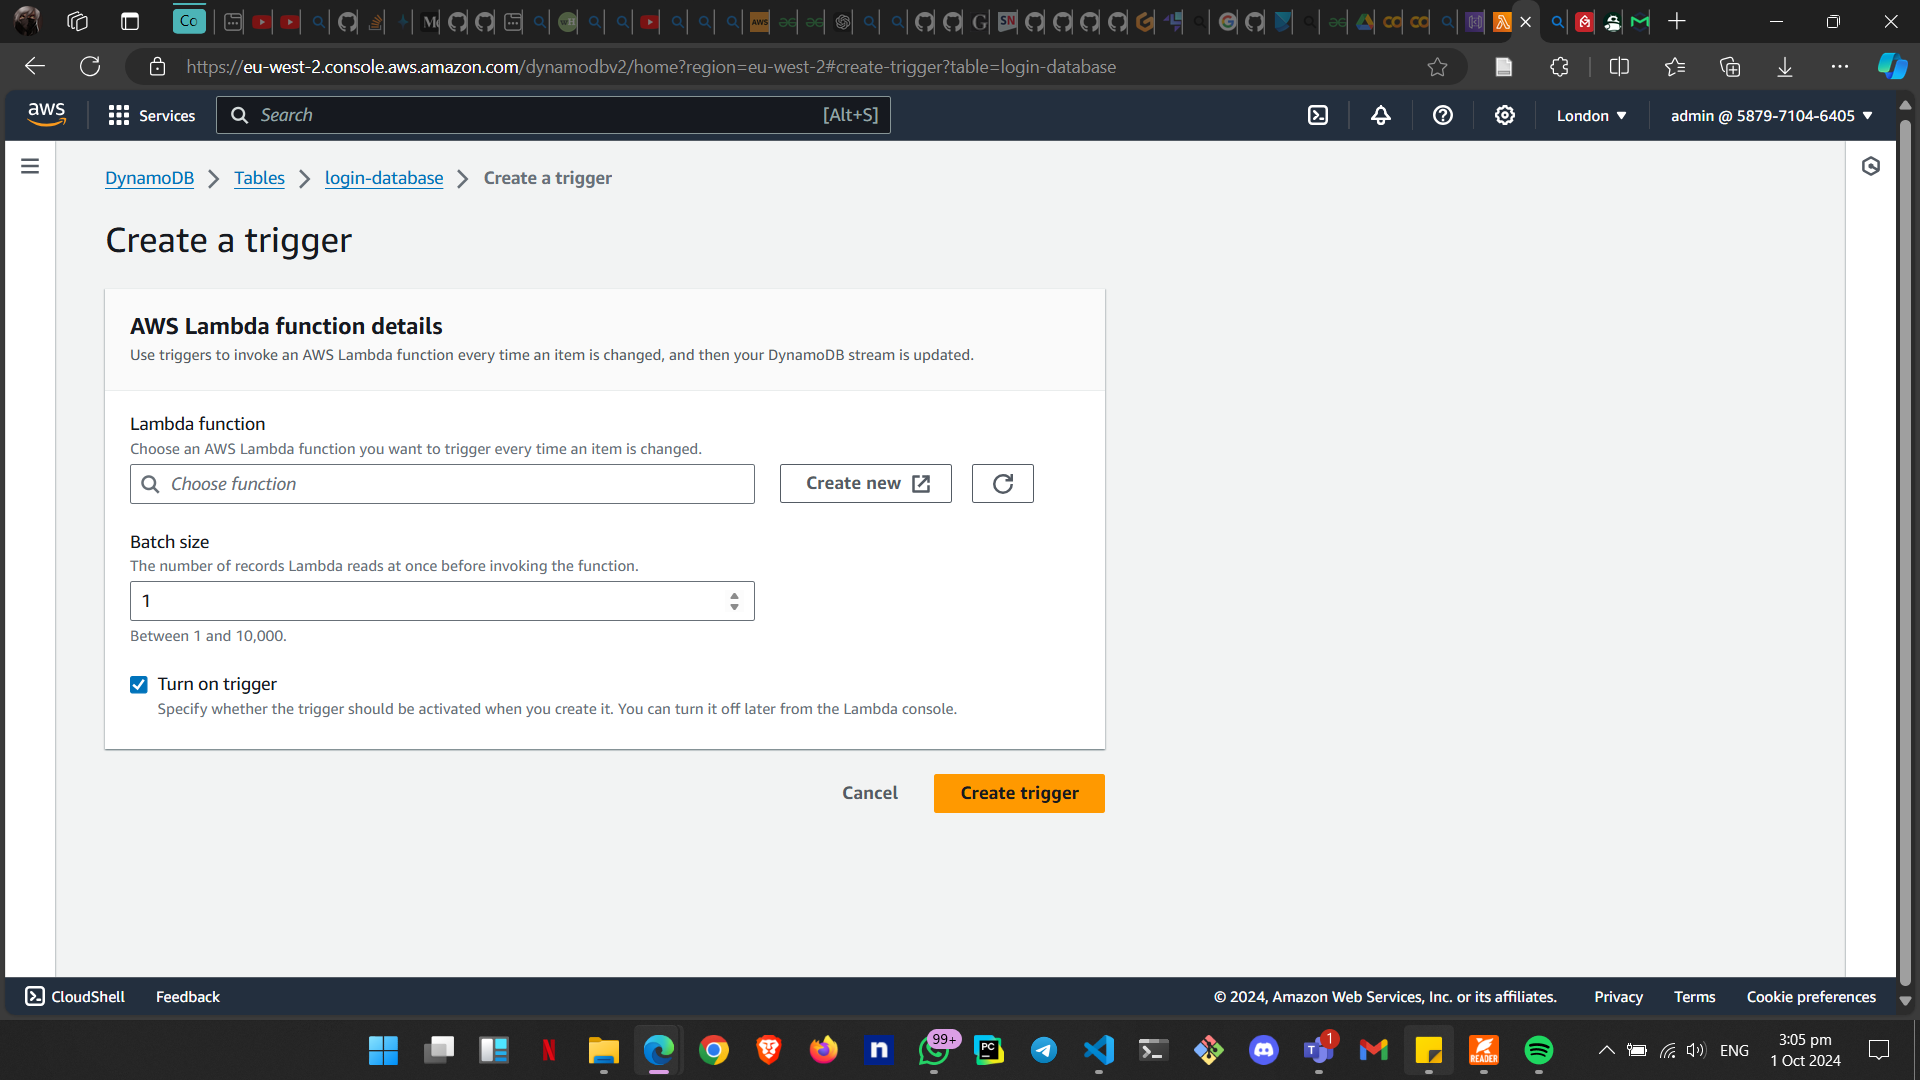 Co
https://eu-west-2.console.aws.amazon.com/dynamodbv2/home?region=eu-west-2#create-trigger?table=login-database
aws
Services
Search
[Alt+S]
London
admin @ 5879-7104-6405
DynamoDB
Tables
login-database
Create a trigger
Create a trigger
AWS Lambda function details
Use triggers to invoke an AWS Lambda function every time an item is changed, and then your DynamoDB stream is updated.
Lambda function
Choose an AWS Lambda function you want to trigger every time an item is changed.
Choose function
Create new
Batch size
The number of records Lambda reads at once before invoking the function.
1
Between 1 and 10,000.
Turn on trigger
Specify whether the trigger should be activated when you create it. You can turn it off later from the Lambda console.
Cancel
Create trigger
CloudShell
Feedback
© 2024, Amazon Web Services, Inc. or its affiliates.
Privacy
Terms
Cookie preferences
99+
PC
1
READER
ENG
3:05 pm
1 Oct 2024